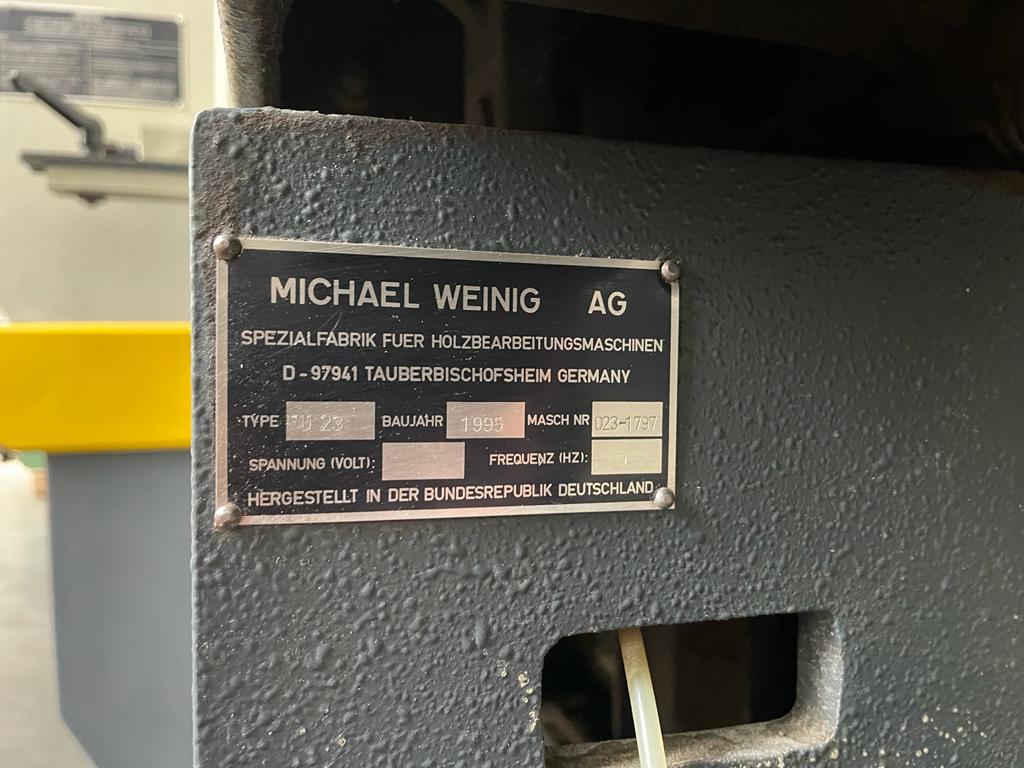 MICHAEL WEINIG AG
SPEZIALFABRIK FUER HOLZBEARBEITUNGSMASCHINEN
D-97941 TAUBERBISCHOFSHEIM GERMANY
TYPE U 23 BAUJAHR 1995 MASCH NR 023-1797
SPANNUNG (VOLT): FREQUENZ (HZ):
HERGESTELLT IN DER BUNDESREPUBLIK DEUTSCHLAND